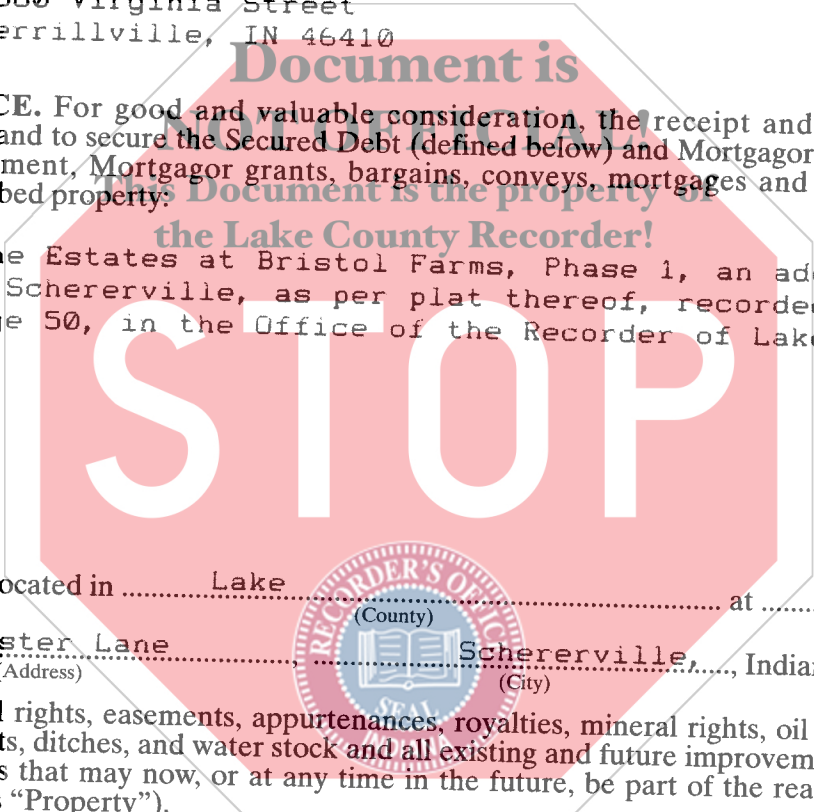 Virginia Street
errillville, IN 46410
Document is
CE. For good and valuable consideration, the receipt and
NOT OFFICIAL!
and to secure the Secured Debt (defined below) and Mortgagor
ment, Mortgagor grants, bargains, conveys, mortgages and
This Document is the property of
bed property:
the Lake County Recorder!
e Estates at Bristol Farms, Phase 1, an ad
Schererville, as per plat thereof, recorde
e 50, in the Office of the Recorder of Lak
STOP
ocated in .......... Lake .......... at ........
(County)
RECORDER'S OFFICE
ster Lane .........., .......... Schererville, ....., India
(Address) (City)
SEAL
l rights, easements, appurtenances, royalties, mineral rights, oil
ts, ditches, and water stock and all existing and future improvem
s that may now, or at any time in the future, be part of the rea
"Property").